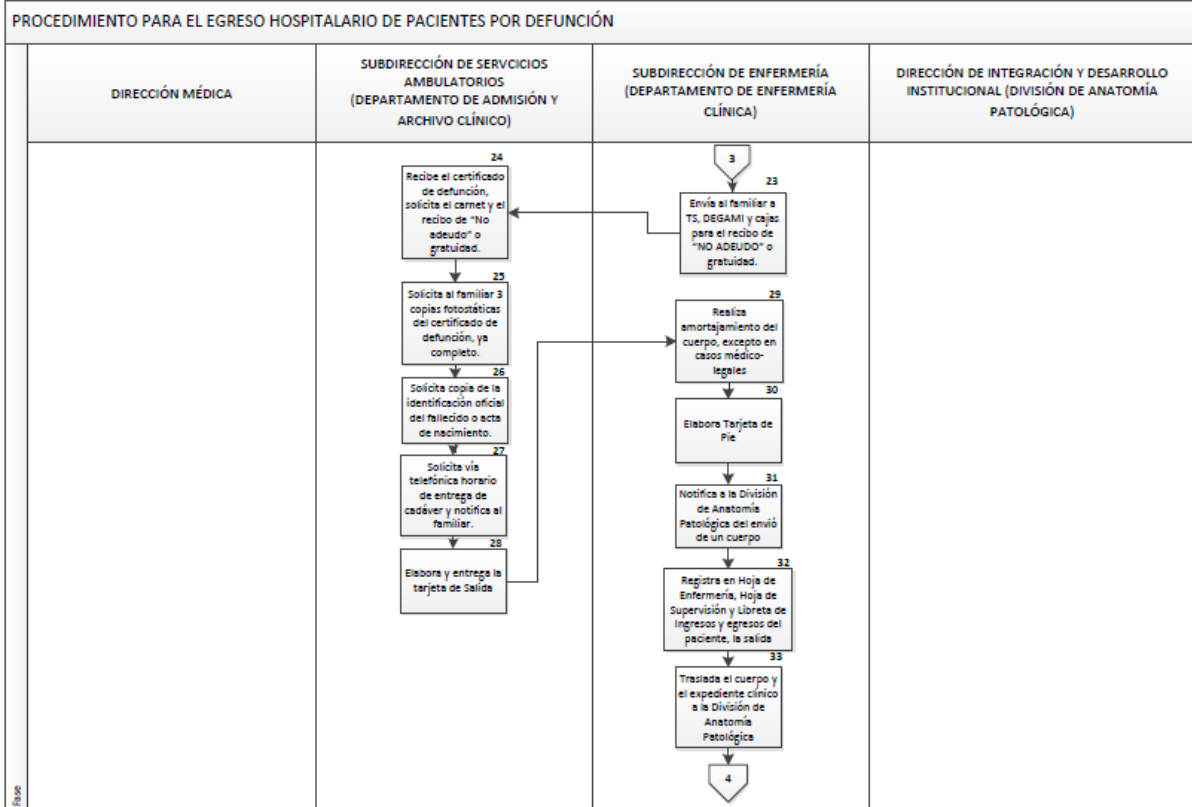 PROCEDIMIENTO PARA EL EGRESO HOSPITALARIO DE PACIENTES POR DEFUNCIÓN
DIRECCIÓN MÉDICA
SUBDIRECCIÓN DE SERVCICIOS
AMBULATORIOS
(DEPARTAMENTO DE ADMISIÓN Y
ARCHIVO CLÍNICO)
SUBDIRECCIÓN DE ENFERMERÍA
(DEPARTAMENTO DE ENFERMERÍA
CLÍNICA)
DIRECCIÓN DE INTEGRACIÓN Y DESARROLLO
INSTITUCIONAL (DIVISIÓN DE ANATOMÍA
PATOLÓGICA)
3
23
Envía al familiar a
TS, DEGAMI y cajas
para el recibo de
"NO ADEUDO" o
gratuidad.
24
Recibe el certificado
de defunción,
solicita el carnet y el
recibo de "No
adeudo" o
gratuidad.
25
Solicita al familiar 3
copias fotostáticas
del certificado de
defunción, ya
completo.
26
Solicita copia de la
identificación oficial
del fallecido o acta
de nacimiento.
27
Solicita vía
telefónica horario
de entrega de
cadáver y notifica al
familiar.
28
Elabora y entrega la
tarjeta de Salida
29
Realiza
amortajamiento del
cuerpo, excepto en
casos médico-
legales
30
Elabora Tarjeta de
Pie
31
Notifica a la División
de Anatomía
Patológica del envió
de un cuerpo
32
Registra en Hoja de
Enfermería, Hoja de
Supervisión y Libreta de
Ingresos y egresos del
paciente, la salida
33
Traslada el cuerpo y
el expediente clínico
a la División de
Anatomía
Patológica
4
Fase